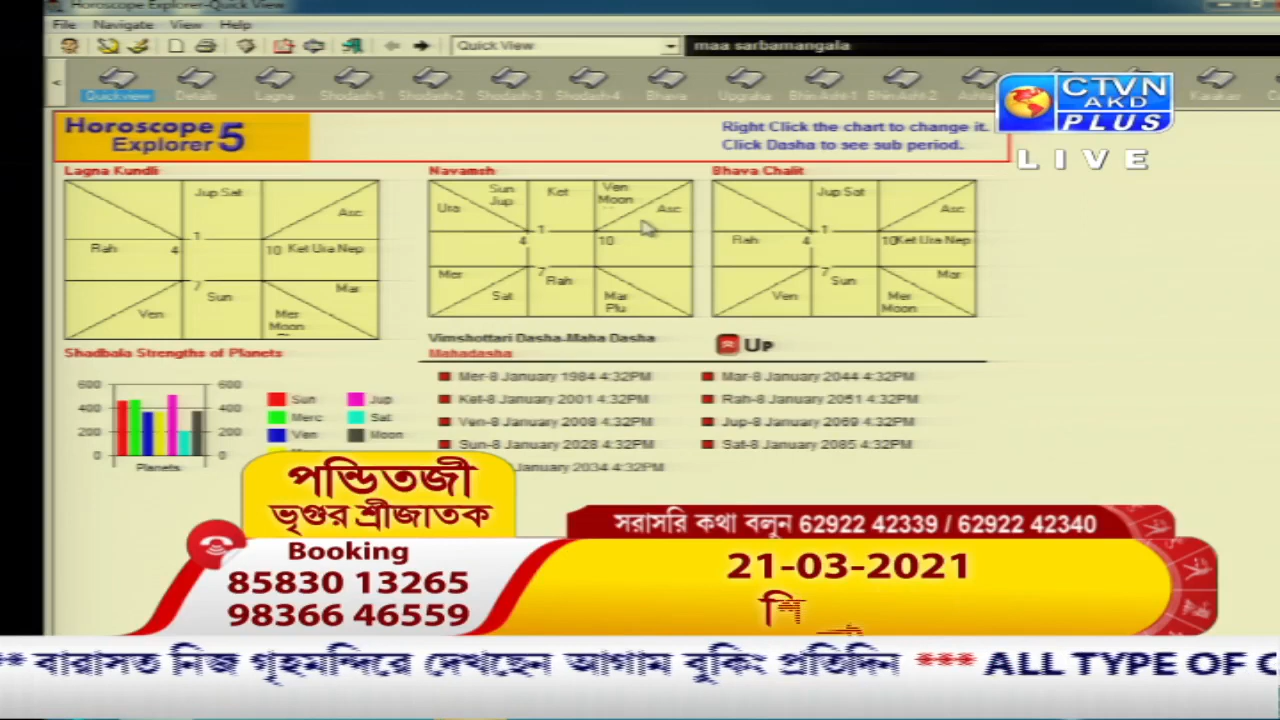 Horoscope Explorer-Quick View
File Navigate View Help
Quick View
maa sarbamangala
Quick view Details Lagna Shodash-1 Shodash-2 Shodash-3 Shodash-4 Bhava Upgraha Bhin Asht-1 Bhin Asht-2 Karakan
CTVN
AKD
PLUS
LIVE
Horoscope
Explorer 5
Right Click the chart to change it.
Click Dasha to see sub period.
Lagna Kundli
Jup Sat
Asc
1
Rah 4
10 Ket Ura Nep
7
Sun
Mar
Ven
Mer
Moon
Navamsh
Sun
Jup
Ket
Ven
Moon
Ura
Asc
1
4
10
Mer
7
Rah
Sat
Mar
Plu
Bhava Chalit
Jup Sat
Asc
1
Rah 4
10Ket Ura Nep
7
Sun
Mar
Ven
Mer
Moon
Shadbala Strengths of Planets
600 600
400 400
200 200
0 0
Planets
Sun Jup
Merc Sat
Ven Moon
Vimshottari Dasha-Maha Dasha
Mahadasha
UP
Mer-8 January 1984 4:32PM
Ket-8 January 2001 4:32PM
Ven-8 January 2008 4:32PM
Sun-8 January 2028 4:32PM
January 2034 4:32PM
Mar-8 January 2044 4:32PM
Rah-8 January 2051 4:32PM
Jup-8 January 2069 4:32PM
Sat-8 January 2085 4:32PM
পন্ডিতজী
ভৃগুর শ্রীজাতক
Booking
85830 13265
98366 46559
সরাসরি কথা বলুন 62922 42339 / 62922 42340
21-03-2021
শি
** বারাসত নিজ গৃহমন্দিরে দেখছেন আগাম বুকিং প্রতিদিন *** ALL TYPE OF